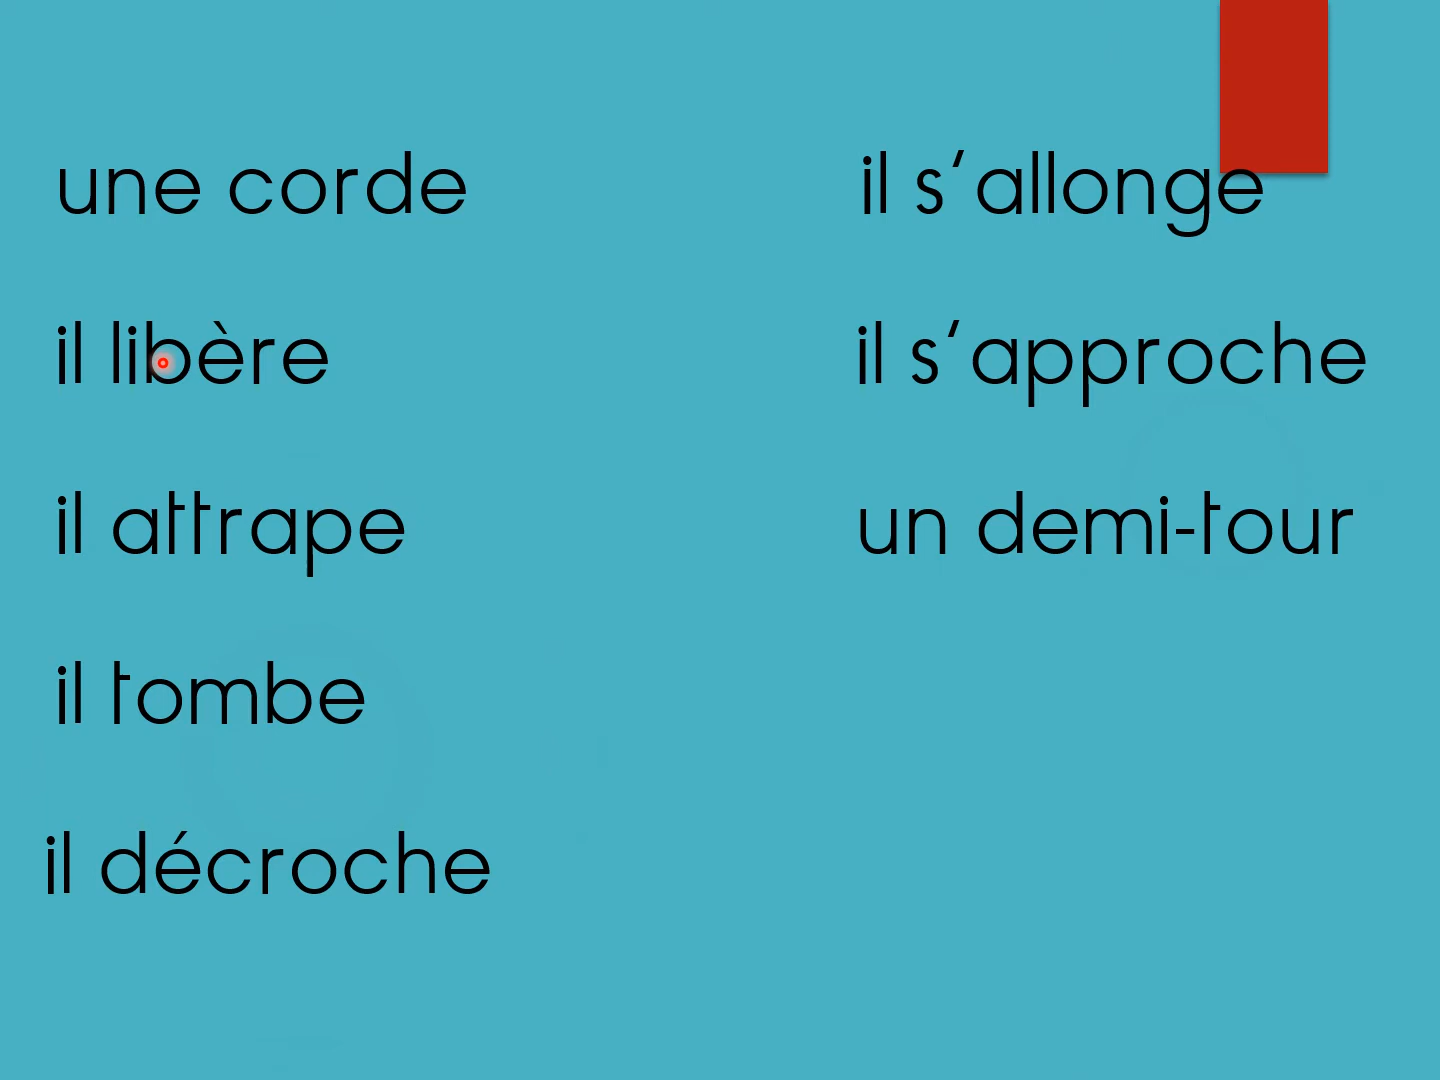 une corde
il libère
il attrape
il tombe
il décroche
il s’allonge
il s’approche
un demi-tour